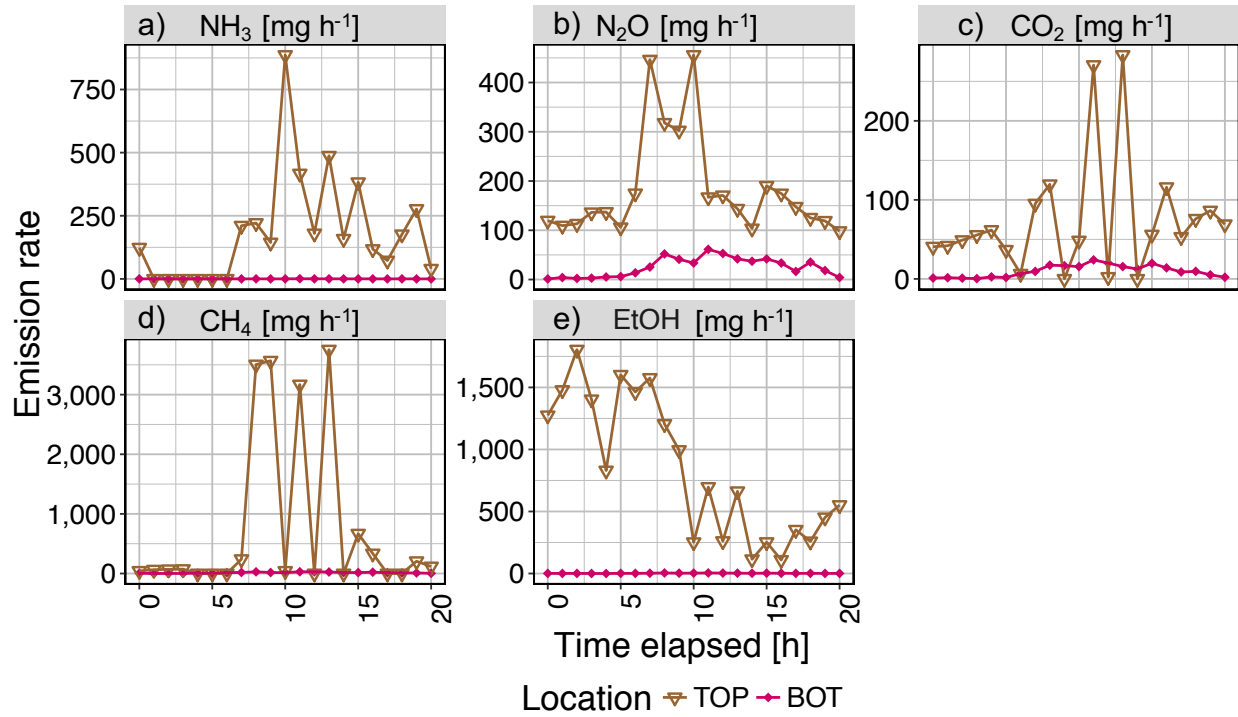 a) NH₃ [mg h⁻¹]
b) N₂O [mg h⁻¹]
c) CO₂ [mg h⁻¹]
750
500
250
0
400
300
200
100
0
200
100
0
d) CH₄ [mg h⁻¹]
e) EtOH [mg h⁻¹]
3,000
2,000
1,000
0
1,500
1,000
500
0
0 5 10 15 20
0 5 10 15 20
Emission rate
Time elapsed [h]
Location TOP BOT